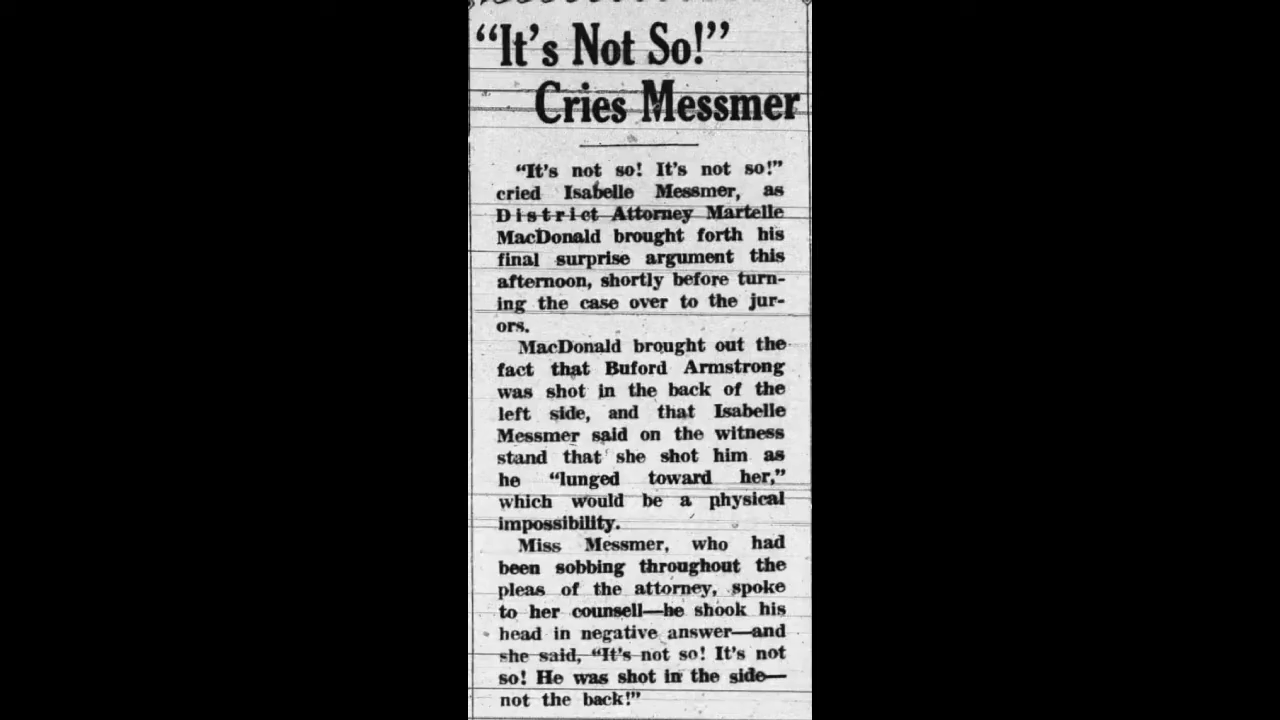 “It’s Not So!”
Cries Messmer
“It’s not so! It’s not so!”
cried Isabelle Messmer, as
District Attorney Martelle
MacDonald brought forth his
final surprise argument this
afternoon, shortly before turn-
ing the case over to the jur-
ors.
MacDonald brought out the
fact that Buford Armstrong
was shot in the back of the
left side, and that Isabelle
Messmer said on the witness
stand that she shot him as
he “lunged toward her,”
which would be a physical
impossibility.
Miss Messmer, who had
been sobbing throughout the
pleas of the attorney, spoke
to her counsell—he shook his
head in negative answer—and
she said, “It’s not so! It’s not
so! He was shot in the side—
not the back!”